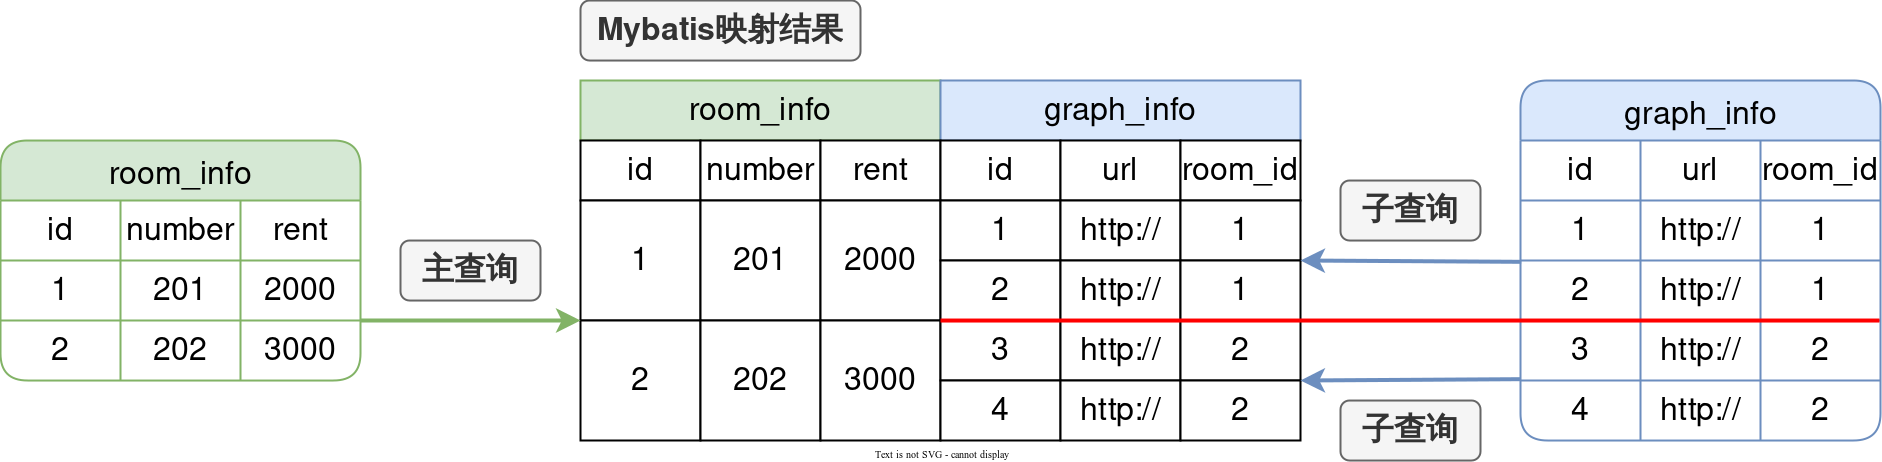 Mybatis映射结果
room_info
id number rent
1 201 2000
2 202 3000
主查询
room_info graph_info
id number rent id url room_id
1 201 2000
1 http:// 1
2 http:// 1
2 202 3000
3 http:// 2
4 http:// 2
子查询
子查询
graph_info
id url room_id
1 http:// 1
2 http:// 1
3 http:// 2
4 http:// 2
Text is not SVG - cannot display